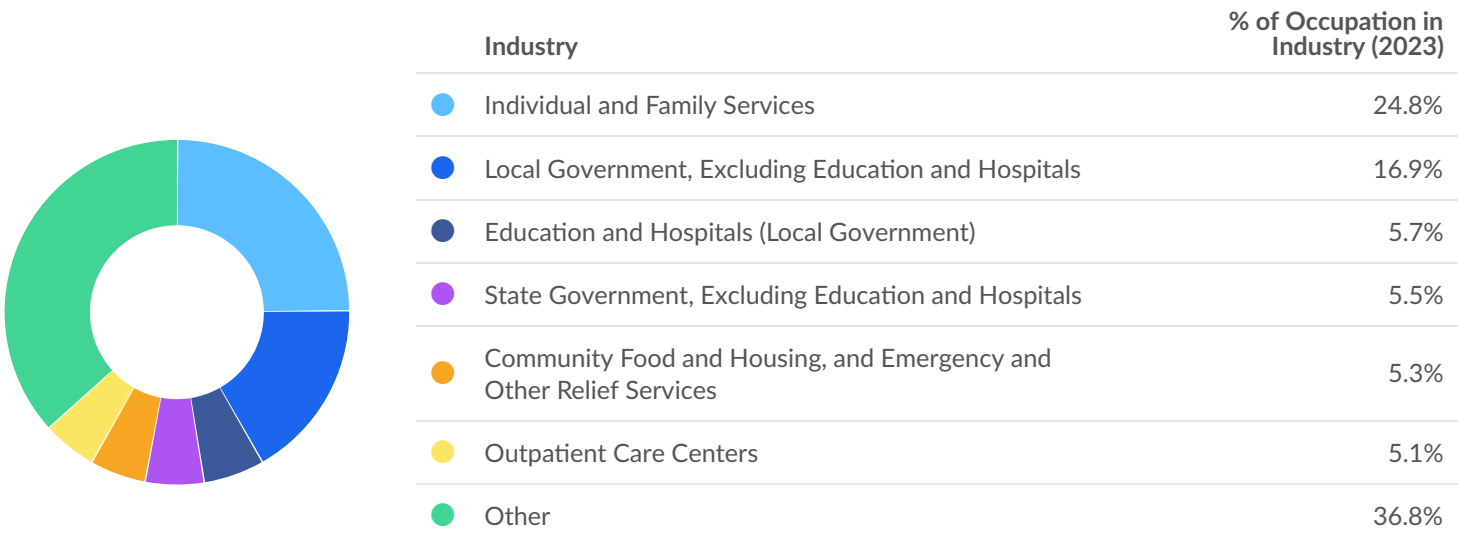 Industry
% of Occupation in
Industry (2023)
Individual and Family Services 24.8%
Local Government, Excluding Education and Hospitals 16.9%
Education and Hospitals (Local Government) 5.7%
State Government, Excluding Education and Hospitals 5.5%
Community Food and Housing, and Emergency and
Other Relief Services 5.3%
Outpatient Care Centers 5.1%
Other 36.8%